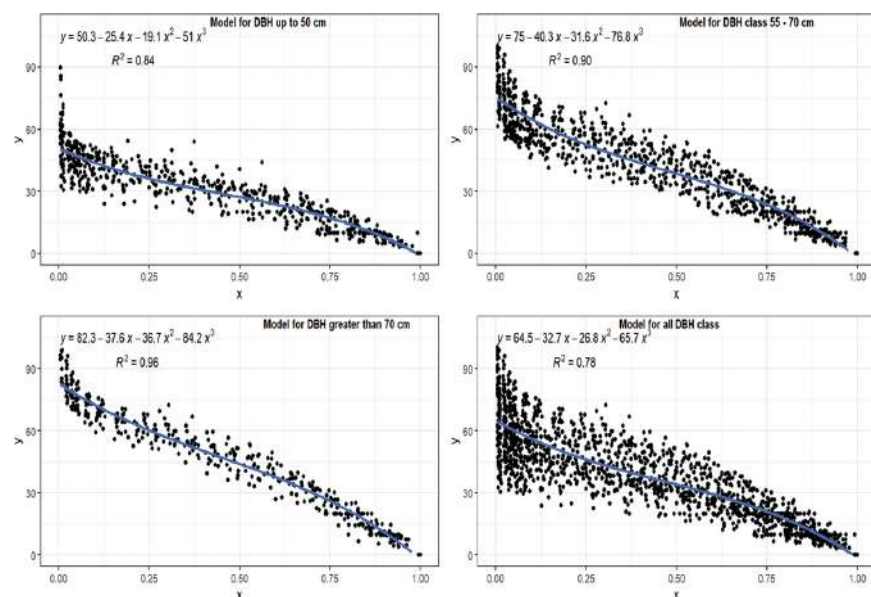 Model for DBH up to 50 cm
y = 50.3 − 25.4 x − 19.1 x² − 51 x³
R² = 0.84
90
60
30
0
y
0.00 0.25 0.50 0.75 1.00
x
Model for DBH class 55 - 70 cm
y = 75 − 40.3 x − 31.6 x² − 76.8 x³
R² = 0.90
90
60
30
0
y
0.00 0.25 0.50 0.75 1.00
x
Model for DBH greater than 70 cm
y = 82.3 − 37.6 x − 36.7 x² − 84.2 x³
R² = 0.96
90
60
30
0
y
0.00 0.25 0.50 0.75 1.00
x
Model for all DBH class
y = 64.5 − 32.7 x − 26.8 x² − 65.7 x³
R² = 0.78
90
60
30
0
y
0.00 0.25 0.50 0.75 1.00
x